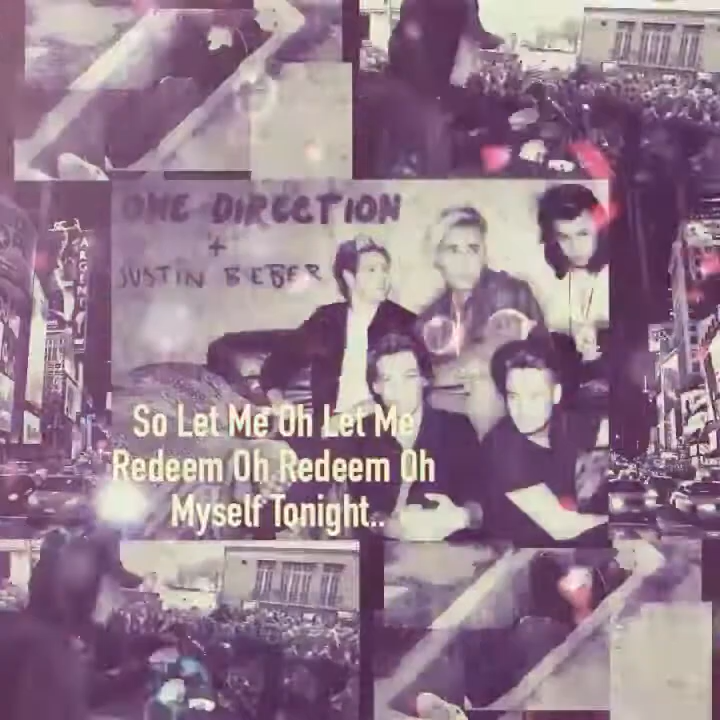 ONE DIRECTION
+
JUSTIN BEBER
So Let Me Oh Let Me
Redeem Oh Redeem Oh
Myself Tonight..